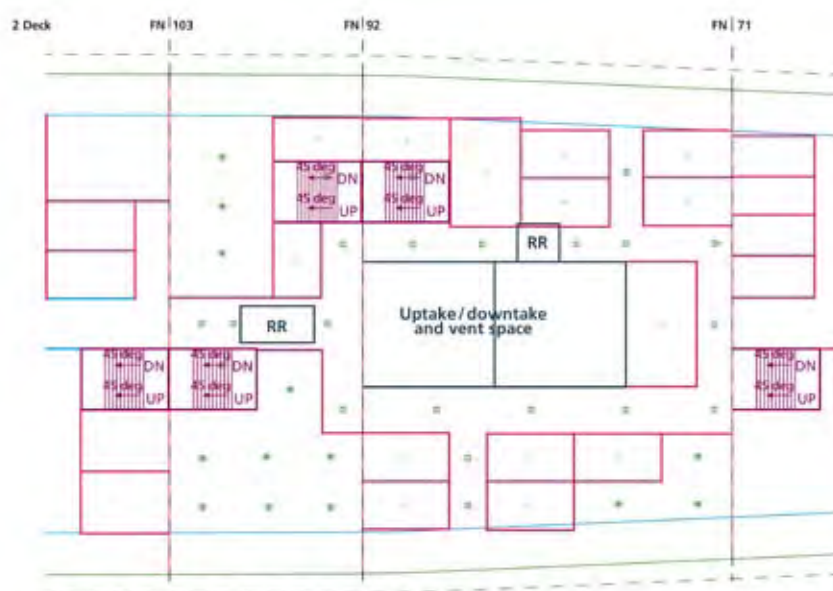 2 Deck
FN 103
FN 92
FN 71
45 deg
DN
45 deg
UP
45 deg
DN
45 deg
UP
RR
Uptake/downtake
and vent space
RR
45 deg
DN
45 deg
UP
45 deg
DN
45 deg
UP
45 deg
DN
45 deg
UP